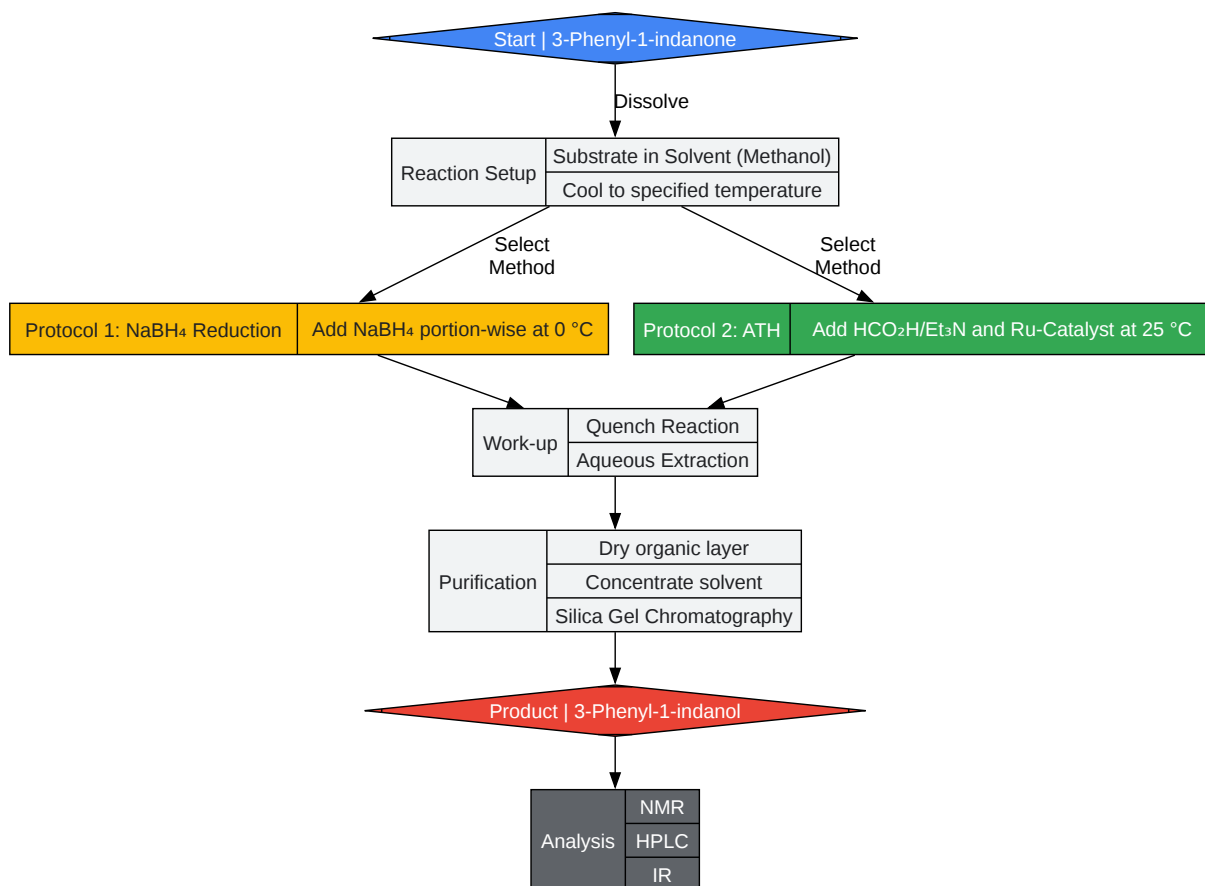 Start | 3-Phenyl-1-indanone
Dissolve
Reaction Setup
Substrate in Solvent (Methanol)
Cool to specified temperature
Select
Method
Select
Method
Protocol 1: NaBH₄ Reduction
Add NaBH₄ portion-wise at 0 °C
Protocol 2: ATH
Add HCO₂H/Et₃N and Ru-Catalyst at 25 °C
Work-up
Quench Reaction
Aqueous Extraction
Purification
Dry organic layer
Concentrate solvent
Silica Gel Chromatography
Product | 3-Phenyl-1-indanol
Analysis
NMR
HPLC
IR